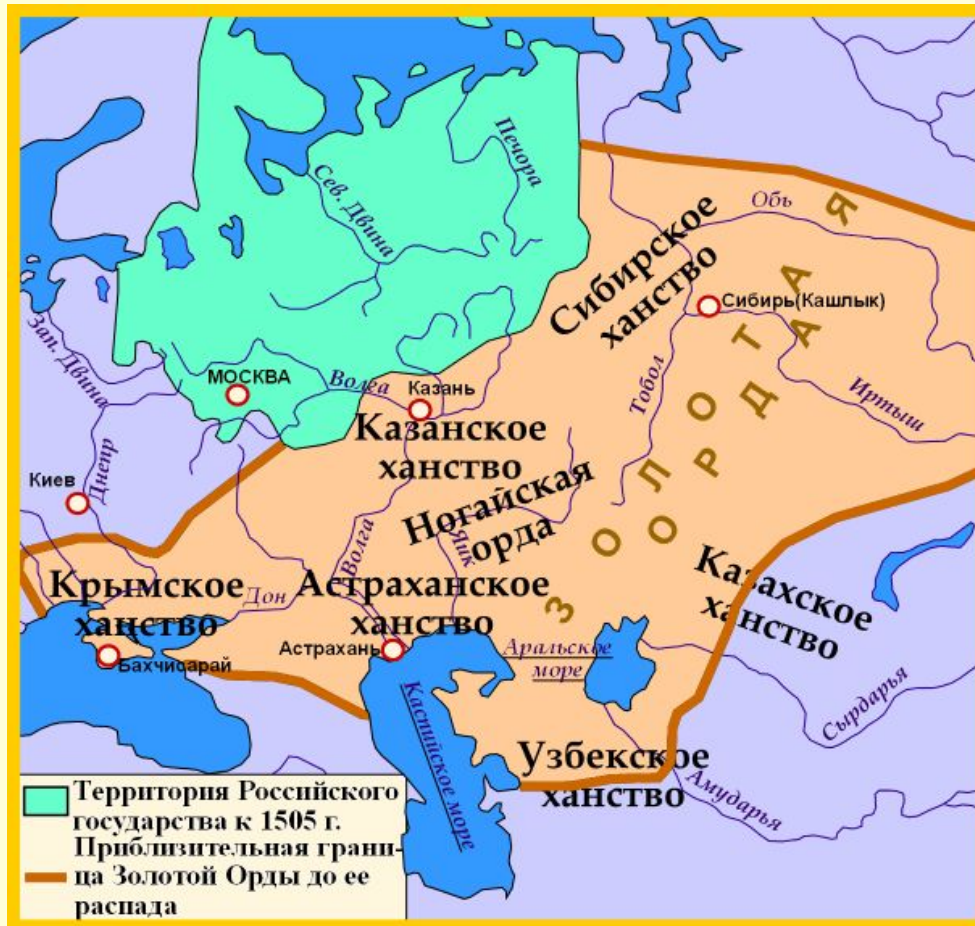 Печора
Сев. Двина
Обь
Сибирское
ханство
Сибирь(Кашлык)
ЗОЛОТАЯ
ОРДА
Зап. Двина
МОСКВА
Волга
Казань
Тобол
Иртыш
Казанское
ханство
Киев
Днепр
Ногайская
орда
Волга
Яик
Крымское
ханство
Дон
Астраханское
ханство
Казахское
ханство
Бахчисарай
Астрахань
Аральское
море
Каспийское море
Сырдарья
Узбекское
ханство
Амударья
Территория Российского
государства к 1505 г.
Приблизительная грани-
ца Золотой Орды до ее
распада